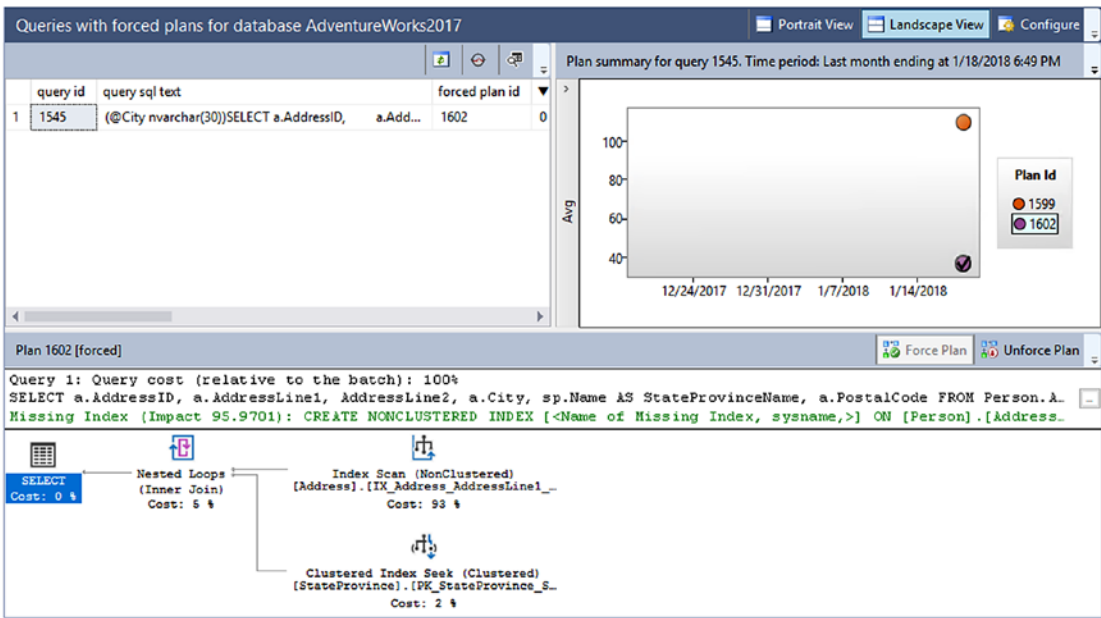 Queries with forced plans for database AdventureWorks2017
Portrait View
Landscape View
Configure
Plan summary for query 1545. Time period: Last month ending at 1/18/2018 6:49 PM
query id query sql text forced plan id
1 1545 (@City nvarchar(30))SELECT a.AddressID, a.Add... 1602 0
Avg
100
80
60
40
12/24/2017 12/31/2017 1/7/2018 1/14/2018
Plan Id
1599
1602
Plan 1602 [forced]
Force Plan
Unforce Plan
Query 1: Query cost (relative to the batch): 100%
SELECT a.AddressID, a.AddressLine1, AddressLine2, a.City, sp.Name AS StateProvinceName, a.PostalCode FROM Person.A…
...
Missing Index (Impact 95.9701): CREATE NONCLUSTERED INDEX [<Name of Missing Index, sysname,>] ON [Person].[Address…
SELECT
Cost: 0 %
Nested Loops
(Inner Join)
Cost: 5 %
Index Scan (NonClustered)
[Address].[IX_Address_AddressLine1_…
Cost: 93 %
Clustered Index Seek (Clustered)
[StateProvince].[PK_StateProvince_S…
Cost: 2 %